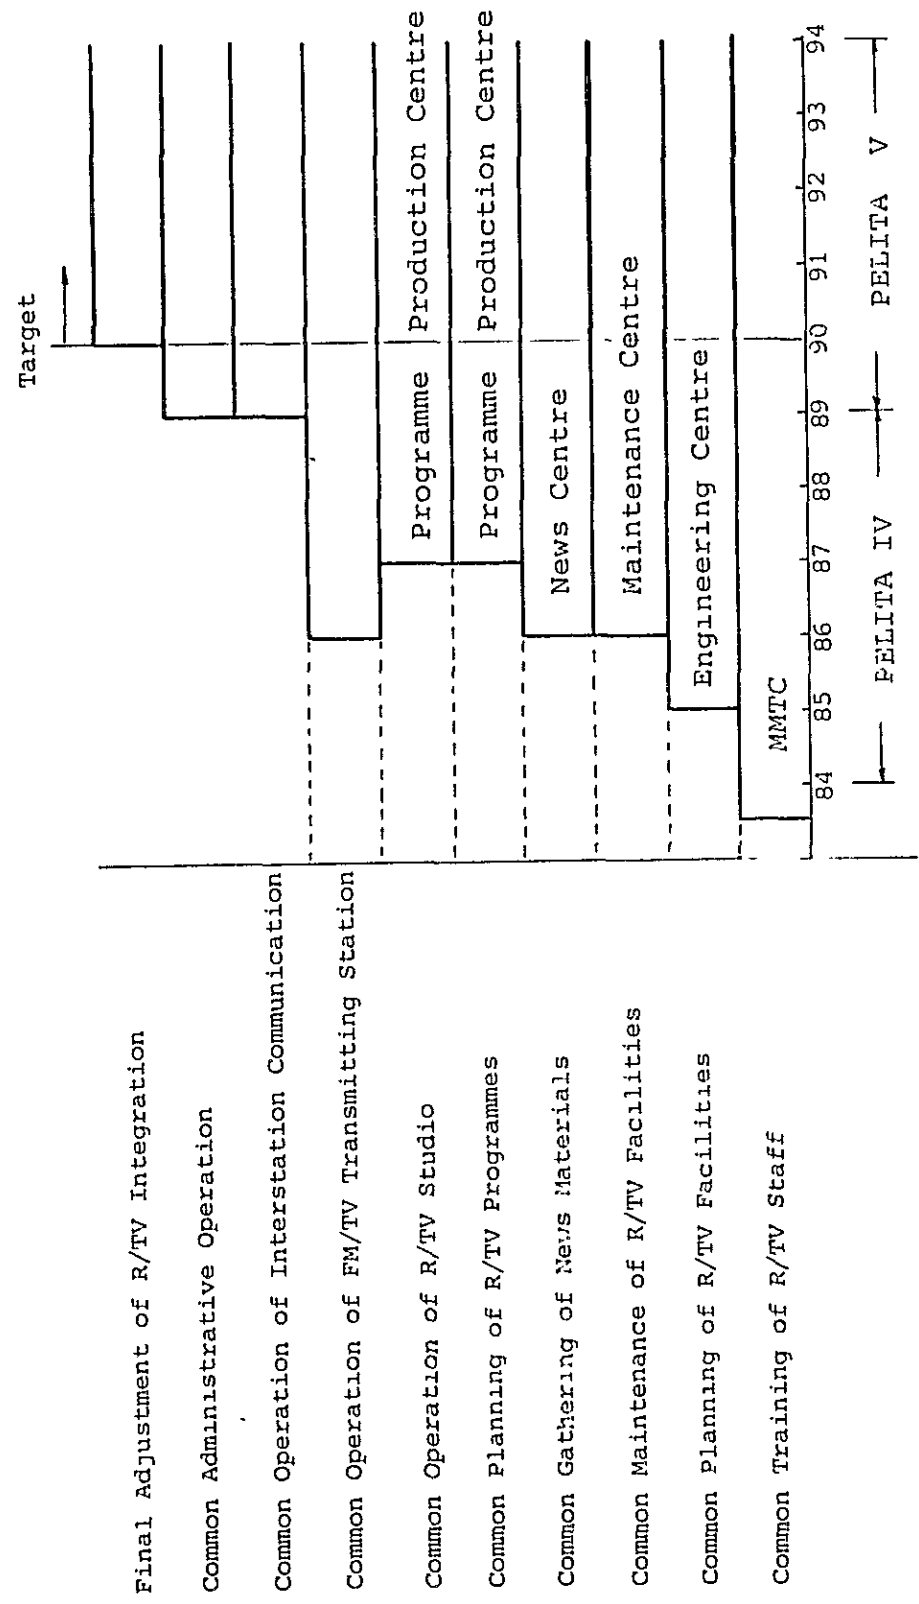 Target
Final Adjustment of R/TV Integration
Common Administrative Operation
Common Operation of Interstation Communication
Common Operation of FM/TV Transmitting Station
Common Operation of R/TV Studio
Programme Production Centre
Common Planning of R/TV Programmes
Programme Production Centre
Common Gathering of News Materials
News Centre
Common Maintenance of R/TV Facilities
Maintenance Centre
Common Planning of R/TV Facilities
Engineering Centre
Common Training of R/TV Staff
MMTC
84 85 86 87 88 89 90 91 92 93 94
PELITA IV PELITA V